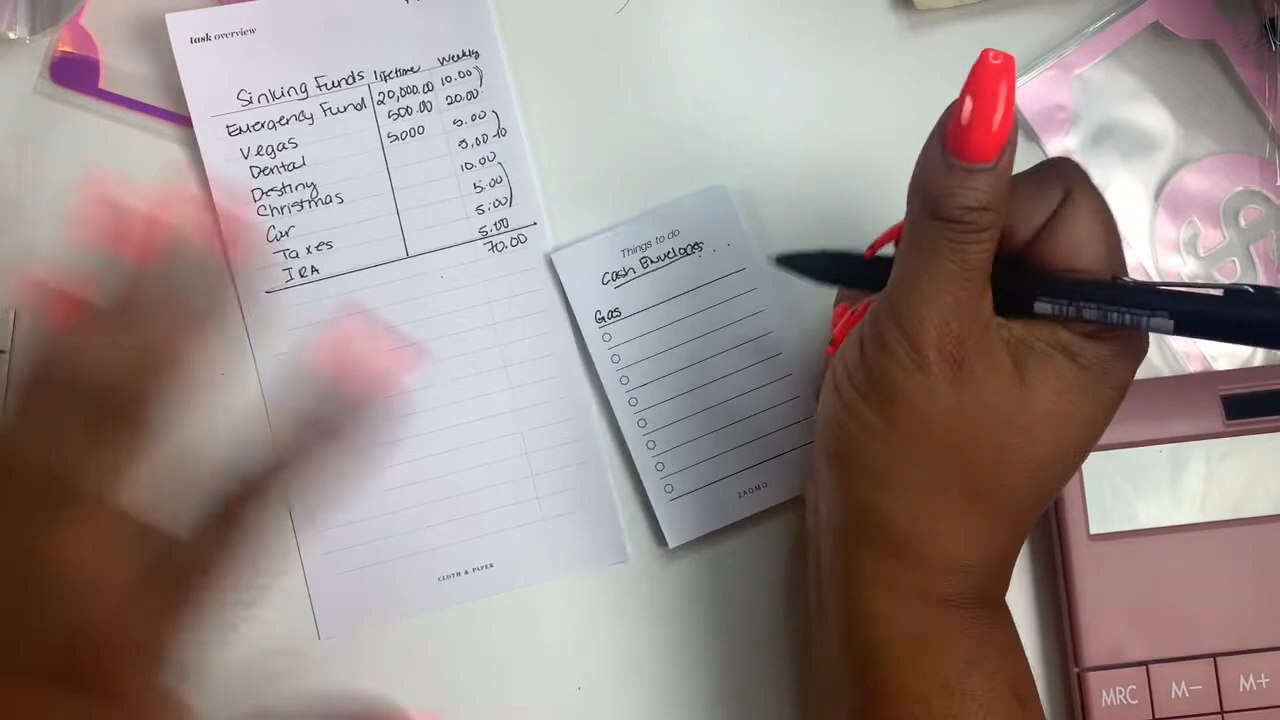 task overview
Sinking Funds lifetime weekly
Emergency Fund 20,000.00 10.00
Vegas 500.00 20.00
Dental 5000 5.00
Destiny 5.00 10
Christmas 10.00
Car 5.00
Taxes 5.00
IRA 5.00
70.00
CLOTH & PAPER
Things to do
Cash Envelopes...
Gas
ZAOMO
MRC M− M+